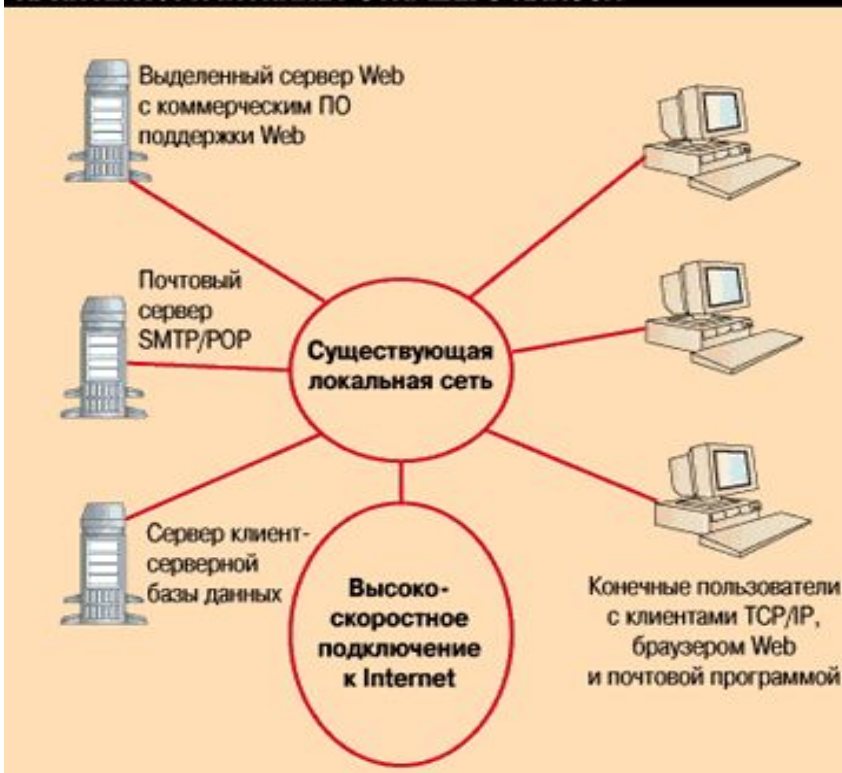 Выделенный сервер Web
с коммерческим ПО
поддержки Web
Почтовый
сервер
SMTP/POP
Существующая
локальная сеть
Сервер клиент-
серверной
базы данных
Высоко-
скоростное
подключение
к Internet
Конечные пользователи
с клиентами TCP/IP,
браузером Web
и почтовой программой